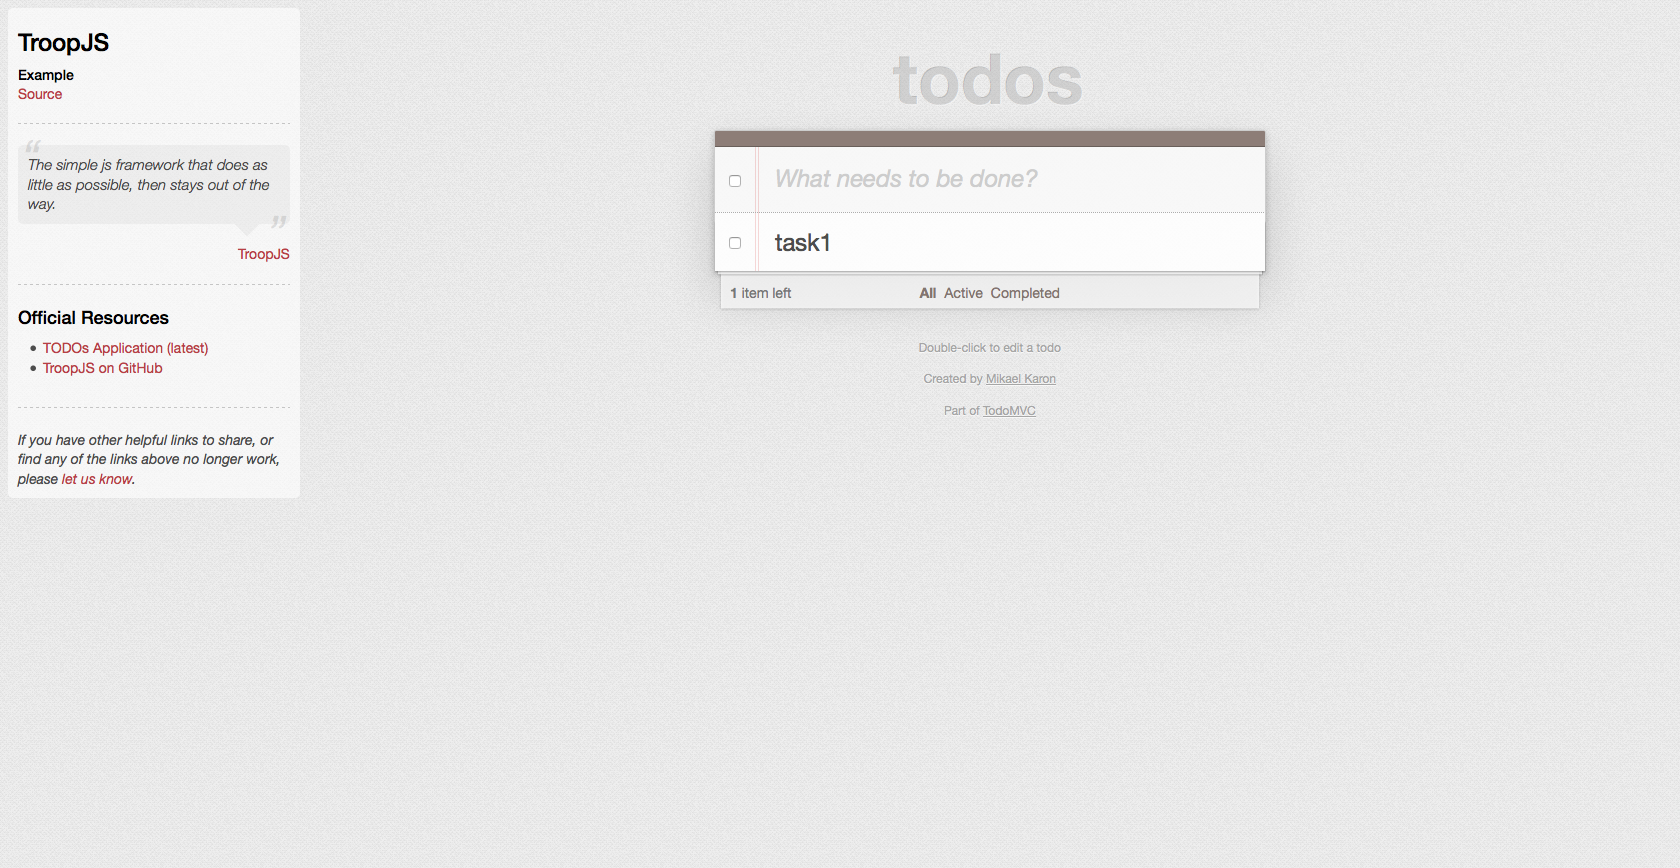 TroopJS
Example
Source
“
The simple js framework that does as
little as possible, then stays out of the
way.
”
TroopJS
Official Resources
• TODOs Application (latest)
• TroopJS on GitHub
If you have other helpful links to share, or
find any of the links above no longer work,
please let us know.
todos
What needs to be done?
task1
1 item left All Active Completed
Double-click to edit a todo
Created by Mikael Karon
Part of TodoMVC